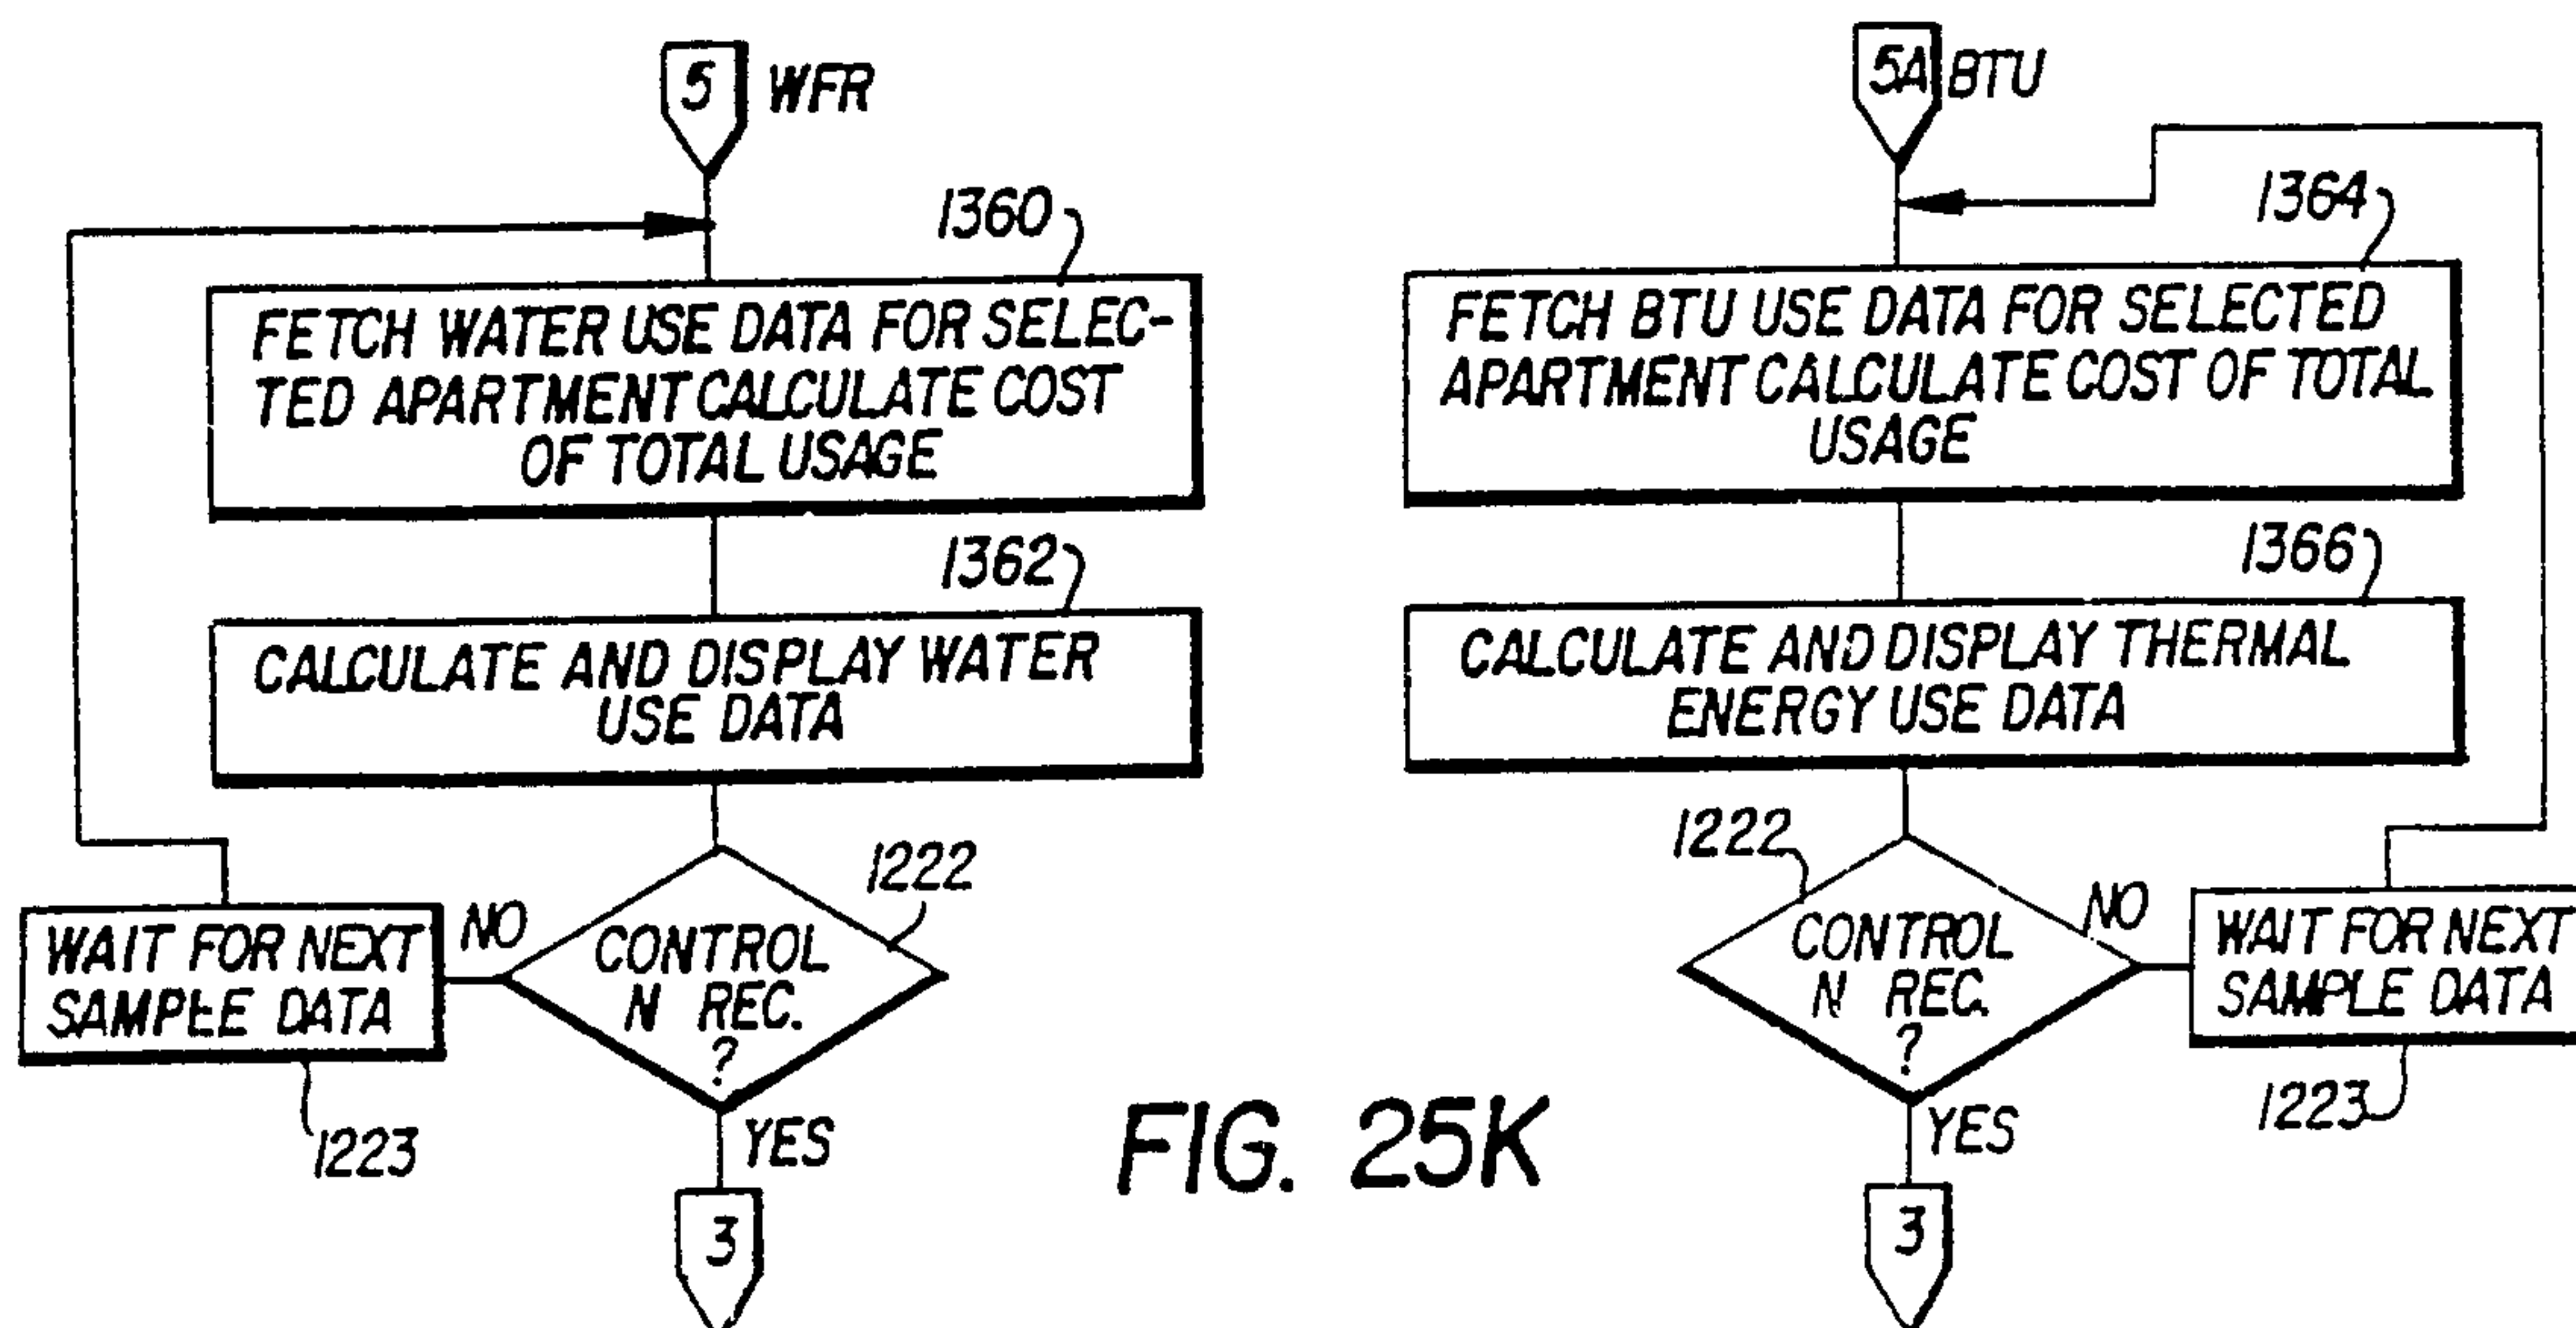 5 WFR
1360
FETCH WATER USE DATA FOR SELEC-
TED APARTMENT CALCULATE COST
OF TOTAL USAGE
1362
CALCULATE AND DISPLAY WATER
USE DATA
1222
CONTROL
N REC.
?
NO
WAIT FOR NEXT
SAMPLE DATA
1223
YES
3
5A BTU
1364
FETCH BTU USE DATA FOR SELECTED
APARTMENT CALCULATE COST OF TOTAL
USAGE
1366
CALCULATE AND DISPLAY THERMAL
ENERGY USE DATA
1222
CONTROL
N REC.
?
NO
WAIT FOR NEXT
SAMPLE DATA
1223
YES
3
FIG. 25K